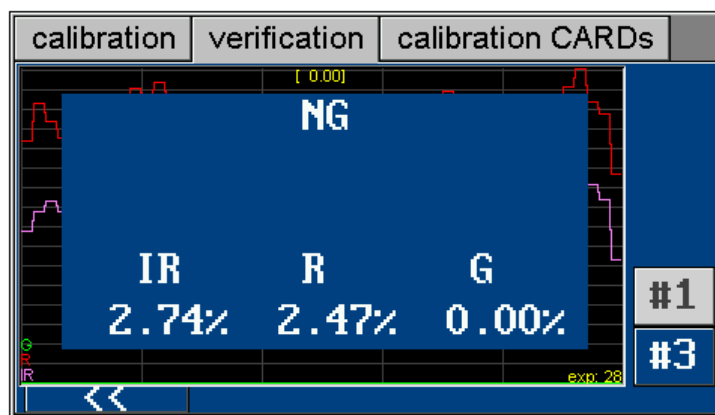 calibration verification calibration CARDs
[ 0.00]
NG
IR R G
2.74% 2.47% 0.00%
#1
#3
G
R
IR
exp: 28
<<